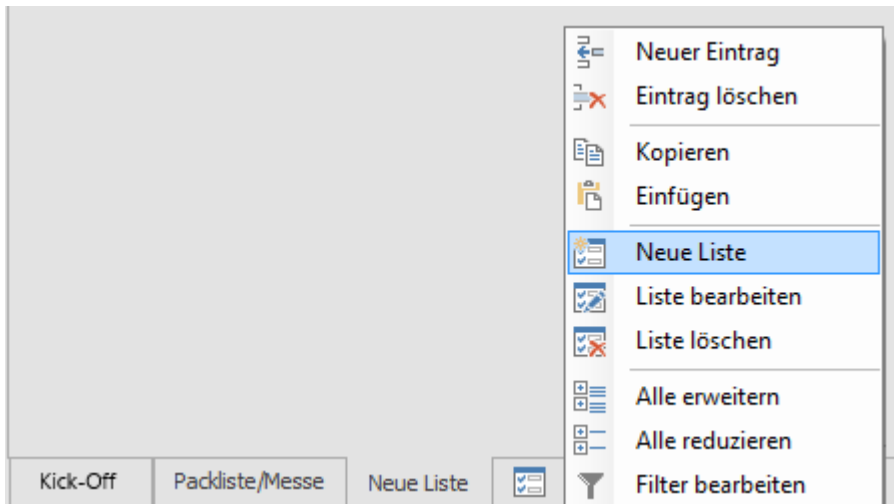 Neuer Eintrag
Eintrag löschen
Kopieren
Einfügen
Neue Liste
Liste bearbeiten
Liste löschen
Alle erweitern
Alle reduzieren
Filter bearbeiten
Kick-Off Packliste/Messe Neue Liste